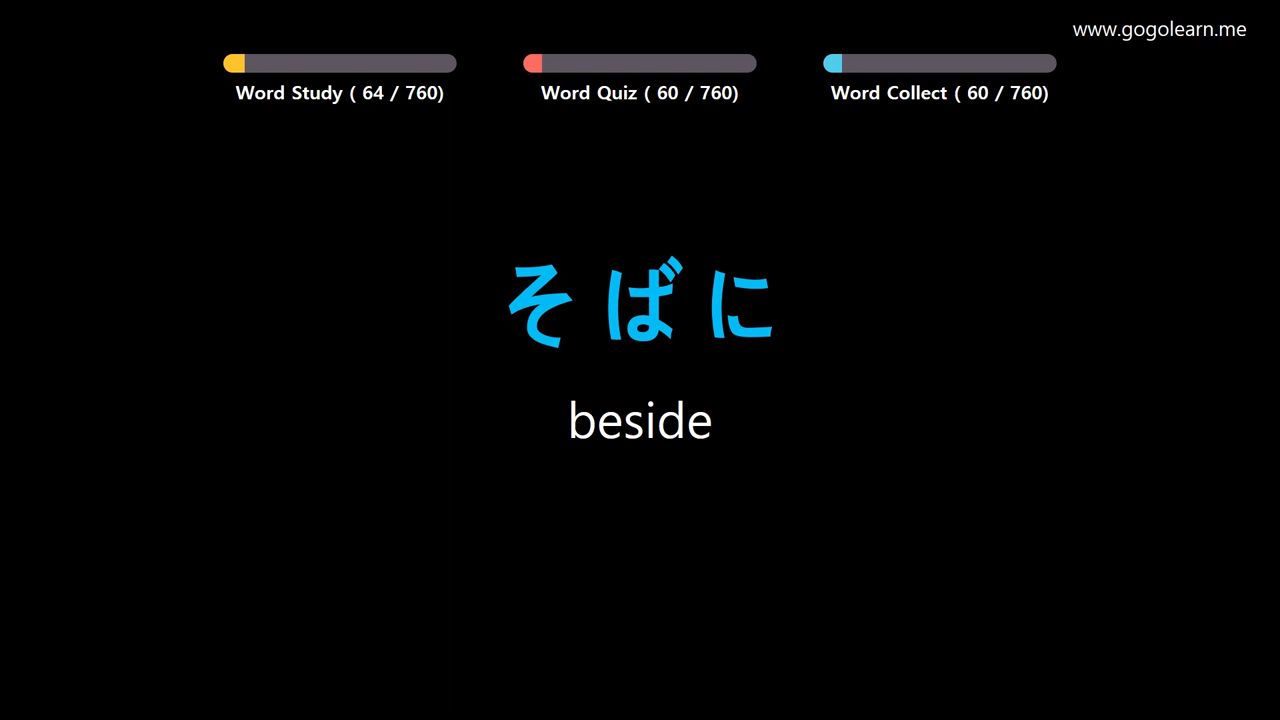 www.gogolearn.me
Word Study ( 64 / 760)
Word Quiz ( 60 / 760)
Word Collect ( 60 / 760)
そばに
beside